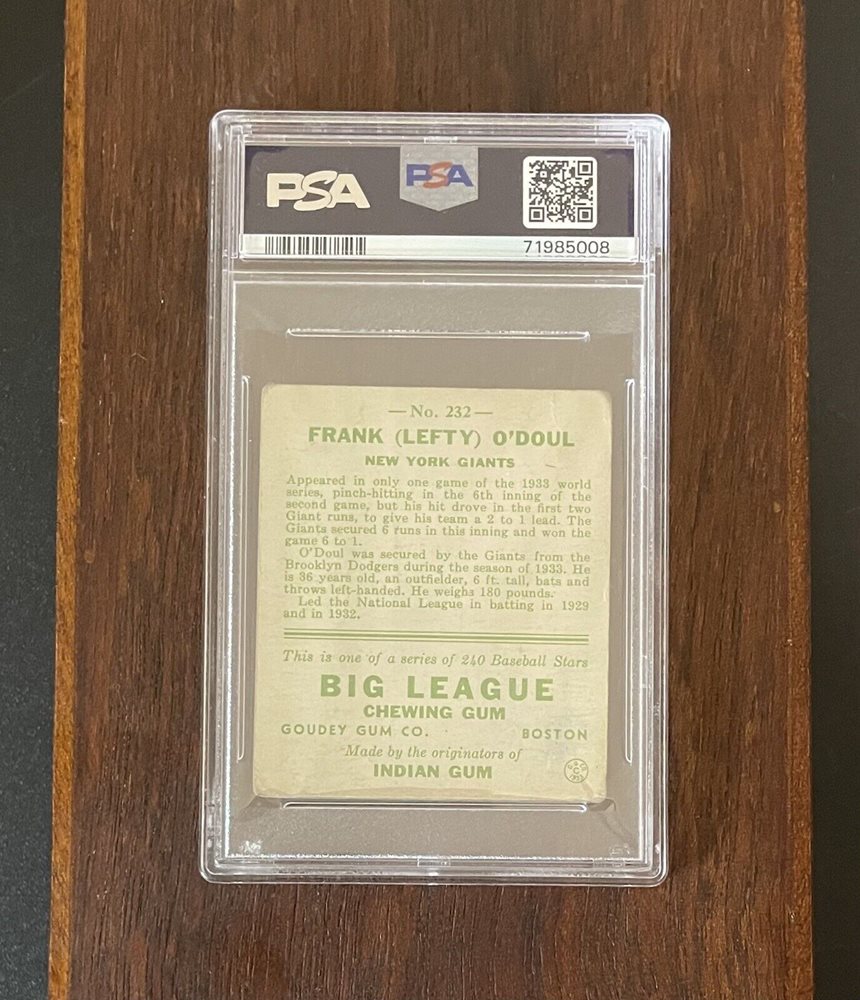 PSA
PSA
71985008
— No. 232 —
FRANK (LEFTY) O'DOUL
NEW YORK GIANTS
Appeared in only one game of the 1933 world
series, pinch-hitting in the 6th inning of the
second game, but his hit drove in the first two
Giant runs, to give his team a 2 to 1 lead. The
Giants secured 6 runs in this inning and won the
game 6 to 1.
O'Doul was secured by the Giants from the
Brooklyn Dodgers during the season of 1933. He
is 36 years old, an outfielder, 6 ft. tall, bats and
throws left-handed. He weighs 180 pounds.
Led the National League in batting in 1929
and in 1932.
This is one of a series of 240 Baseball Stars
BIG LEAGUE
CHEWING GUM
GOUDEY GUM CO. BOSTON
Made by the originators of
INDIAN GUM